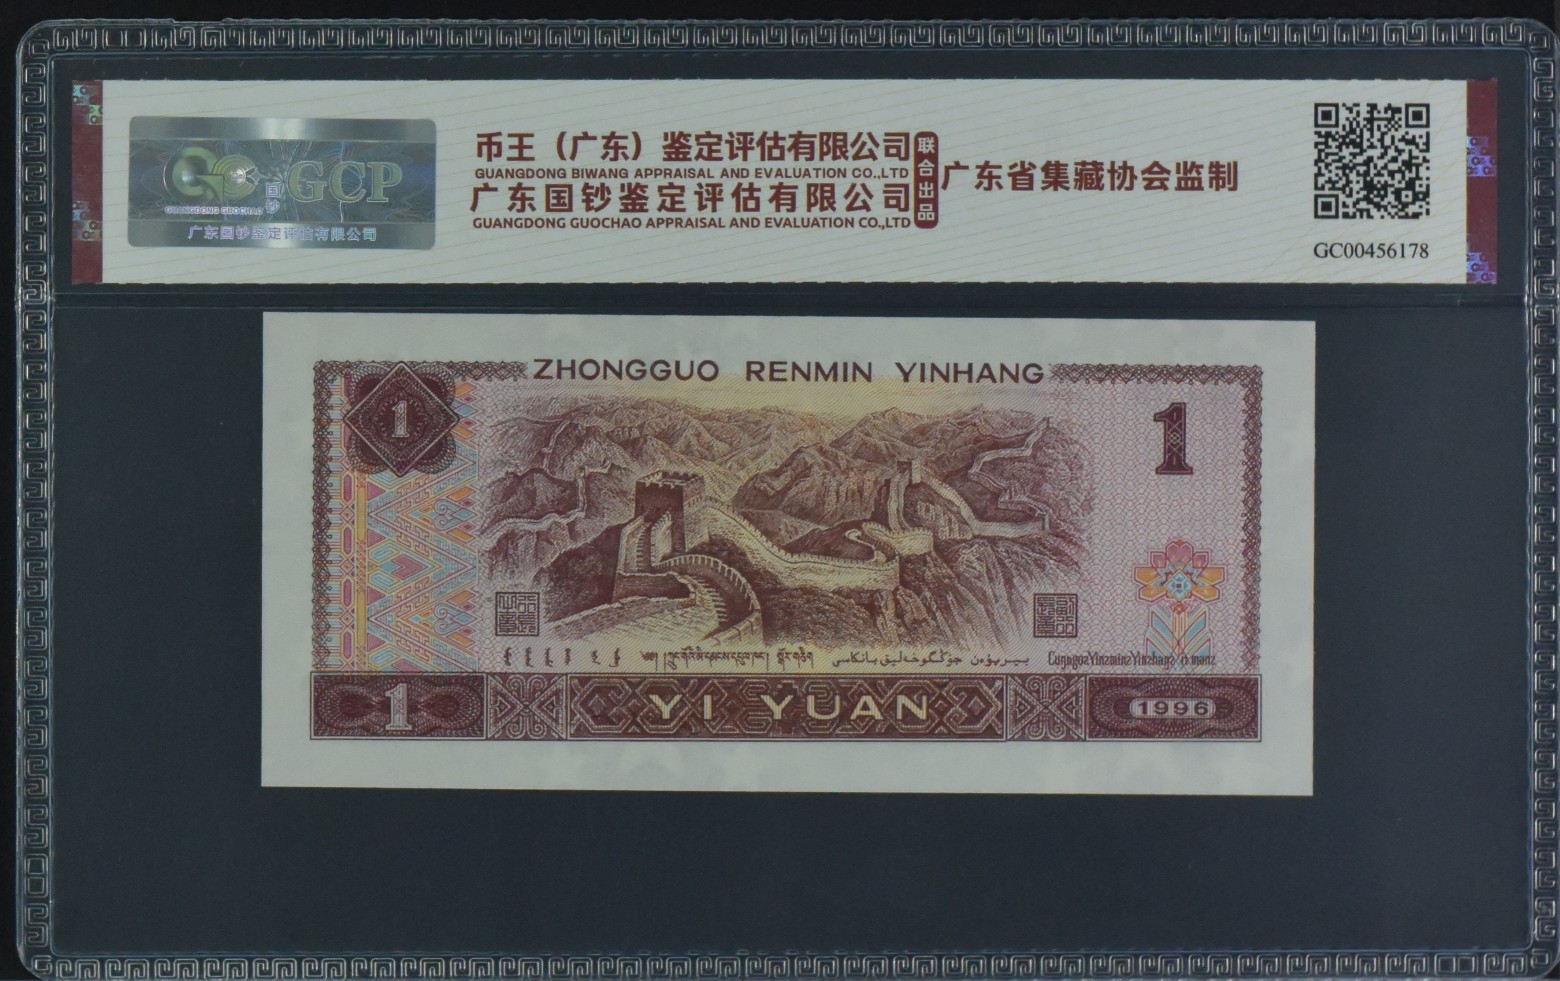 币王（广东）鉴定评估有限公司
GUANGDONG BIWANG APPRAISAL AND EVALUATION CO.,LTD
广东国钞鉴定评估有限公司
GUANGDONG GUOCHAO APPRAISAL AND EVALUATION CO.,LTD
联合出品
广东省集藏协会监制
GCP
国钞
GUANGDONG GUOCHAO
广东国钞鉴定评估有限公司
GC00456178
ZHONGGUO RENMIN YINHANG
1
1
1
YI YUAN
1996